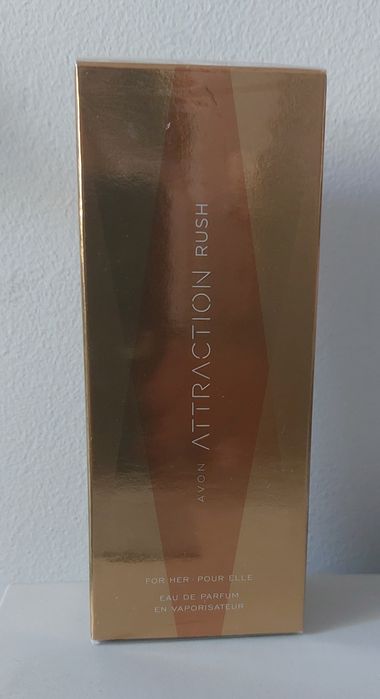 AVON ATTRACTION RUSH
FOR HER · POUR ELLE
EAU DE PARFUM
EN VAPORISATEUR